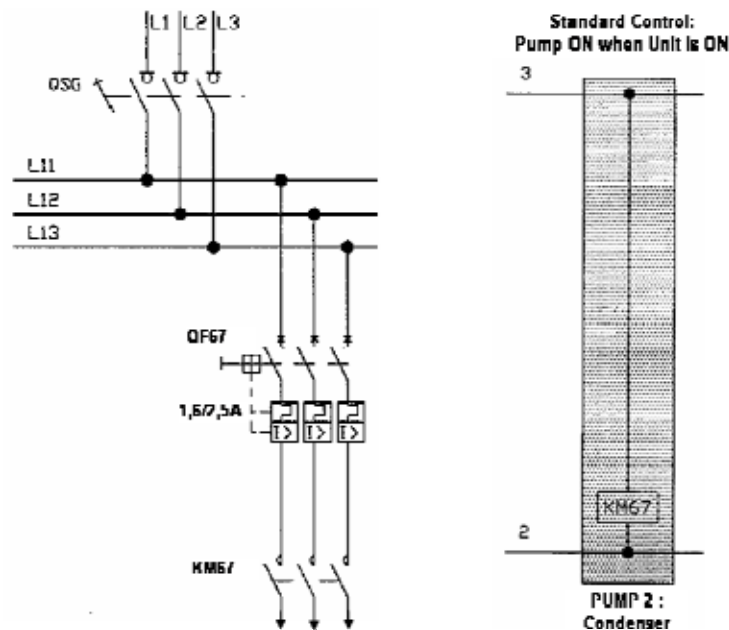 L1 L2 L3
QSG
L11
L12
L13
QF67
1,6/2,5A
I> I> I>
KM67
Standard Control:
Pump ON when Unit is ON
3
KM67
2
PUMP 2 :
Condenser